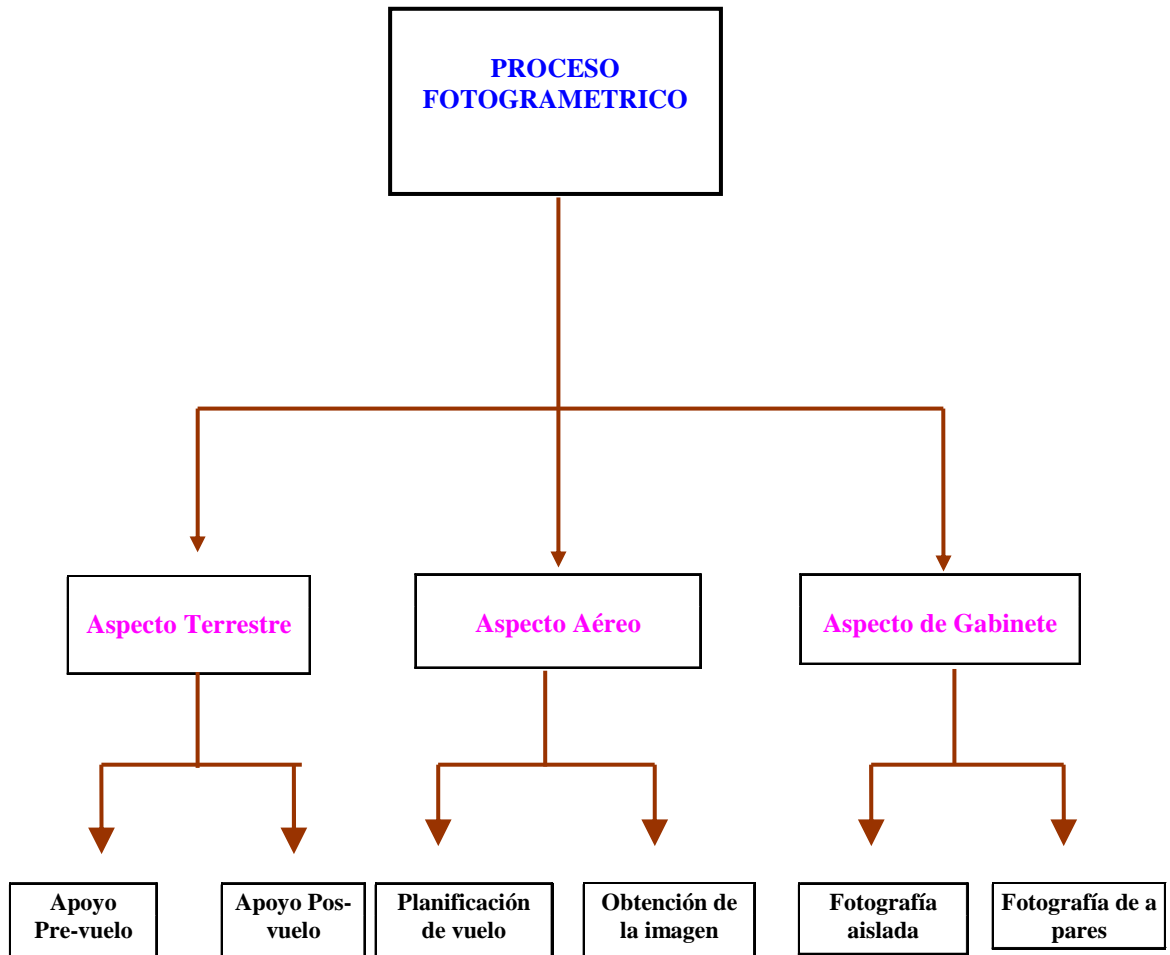 PROCESO
FOTOGRAMETRICO
Aspecto Terrestre
Aspecto Aéreo
Aspecto de Gabinete
Apoyo
Pre-vuelo
Apoyo Pos-
vuelo
Planificación
de vuelo
Obtención de
la imagen
Fotografía
aislada
Fotografía de a
pares